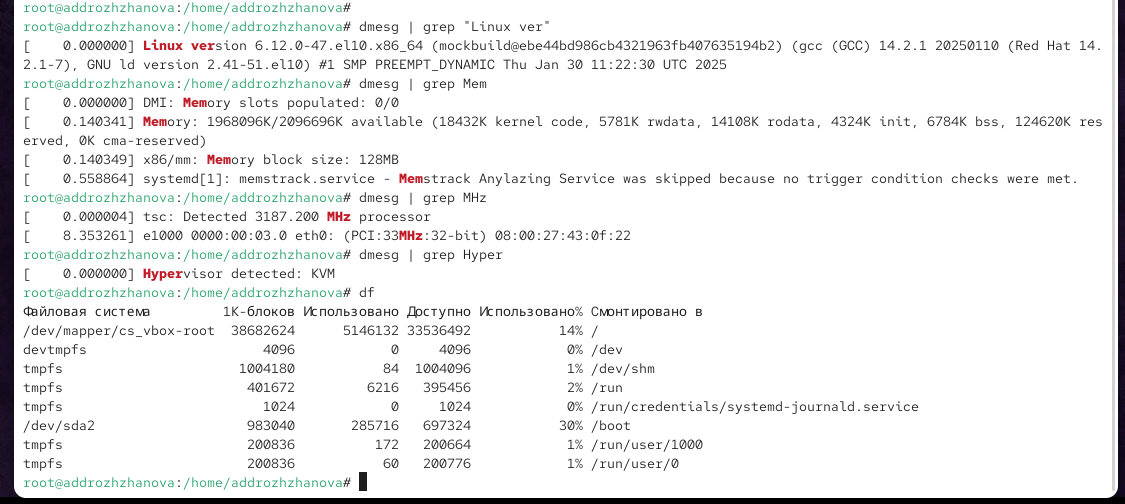 root@addrozhzhanova:/home/addrozhzhanova#
root@addrozhzhanova:/home/addrozhzhanova# dmesg | grep "Linux ver"
[    0.000000] Linux version 6.12.0-47.el10.x86_64 (mockbuild@ebe44bd986cb4321963fb407635194b2) (gcc (GCC) 14.2.1 20250110 (Red Hat 14.
2.1-7), GNU ld version 2.41-51.el10) #1 SMP PREEMPT_DYNAMIC Thu Jan 30 11:22:30 UTC 2025
root@addrozhzhanova:/home/addrozhzhanova# dmesg | grep Mem
[    0.000000] DMI: Memory slots populated: 0/0
[    0.140341] Memory: 1968096K/2096696K available (18432K kernel code, 5781K rwdata, 14108K rodata, 4324K init, 6784K bss, 124620K res
erved, 0K cma-reserved)
[    0.140349] x86/mm: Memory block size: 128MB
[    0.558864] systemd[1]: memstrack.service - Memstrack Anylazing Service was skipped because no trigger condition checks were met.
root@addrozhzhanova:/home/addrozhzhanova# dmesg | grep MHz
[    0.000004] tsc: Detected 3187.200 MHz processor
[    8.353261] e1000 0000:00:03.0 eth0: (PCI:33MHz:32-bit) 08:00:27:43:0f:22
root@addrozhzhanova:/home/addrozhzhanova# dmesg | grep Hyper
[    0.000000] Hypervisor detected: KVM
root@addrozhzhanova:/home/addrozhzhanova# df
Файловая система         1K-блоков Использовано Доступно Использовано% Смонтировано в
/dev/mapper/cs_vbox-root  38682624      5146132 33536492           14% /
devtmpfs                      4096            0     4096            0% /dev
tmpfs                      1004180           84  1004096            1% /dev/shm
tmpfs                       401672         6216   395456            2% /run
tmpfs                         1024            0     1024            0% /run/credentials/systemd-journald.service
/dev/sda2                   983040       285716   697324           30% /boot
tmpfs                       200836          172   200664            1% /run/user/1000
tmpfs                       200836           60   200776            1% /run/user/0
root@addrozhzhanova:/home/addrozhzhanova#